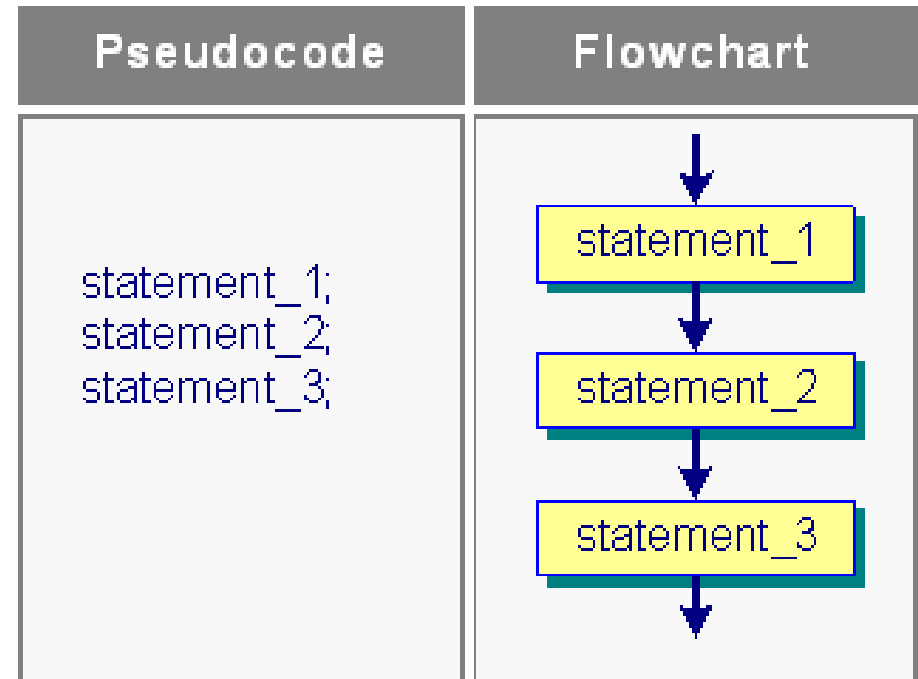 Pseudocode
Flowchart
statement_1;
statement_2;
statement_3;
statement_1
statement_2
statement_3